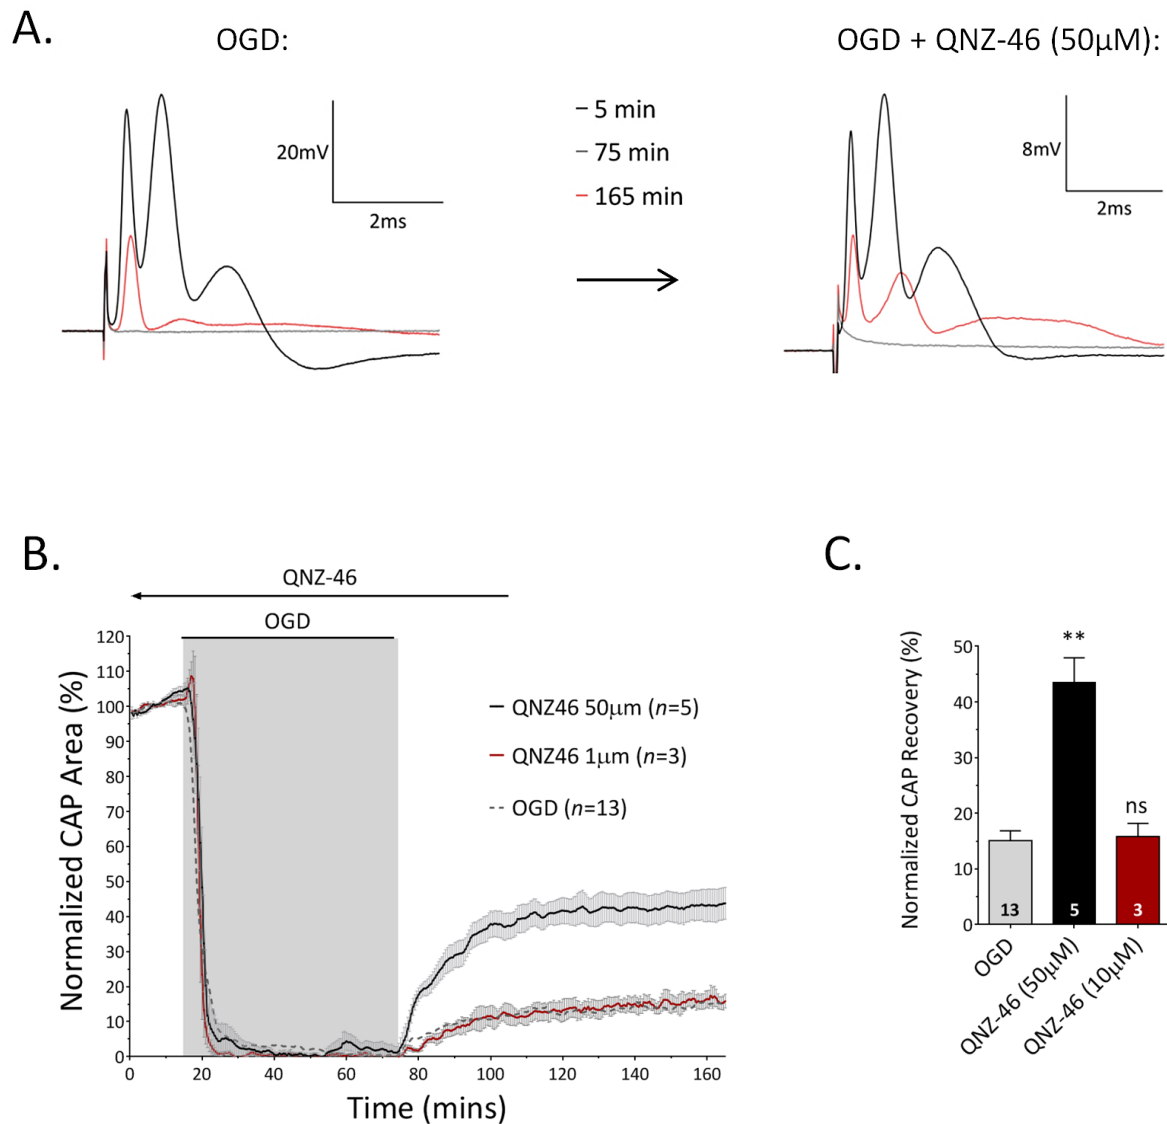 A.
OGD:
OGD + QNZ-46 (50μM):
20mV
2ms
5 min
75 min
165 min
8mV
2ms
B.
QNZ-46
OGD
Normalized CAP Area (%)
120
110
100
90
80
70
60
50
40
30
20
10
0
0 20 40 60 80 100 120 140 160
Time (mins)
QNZ46 50μm (n=5)
QNZ46 1μm (n=3)
OGD (n=13)
C.
Normalized CAP Recovery (%)
50
40
30
20
10
0
**
ns
13 5 3
OGD
QNZ-46 (50μM)
QNZ-46 (10μM)